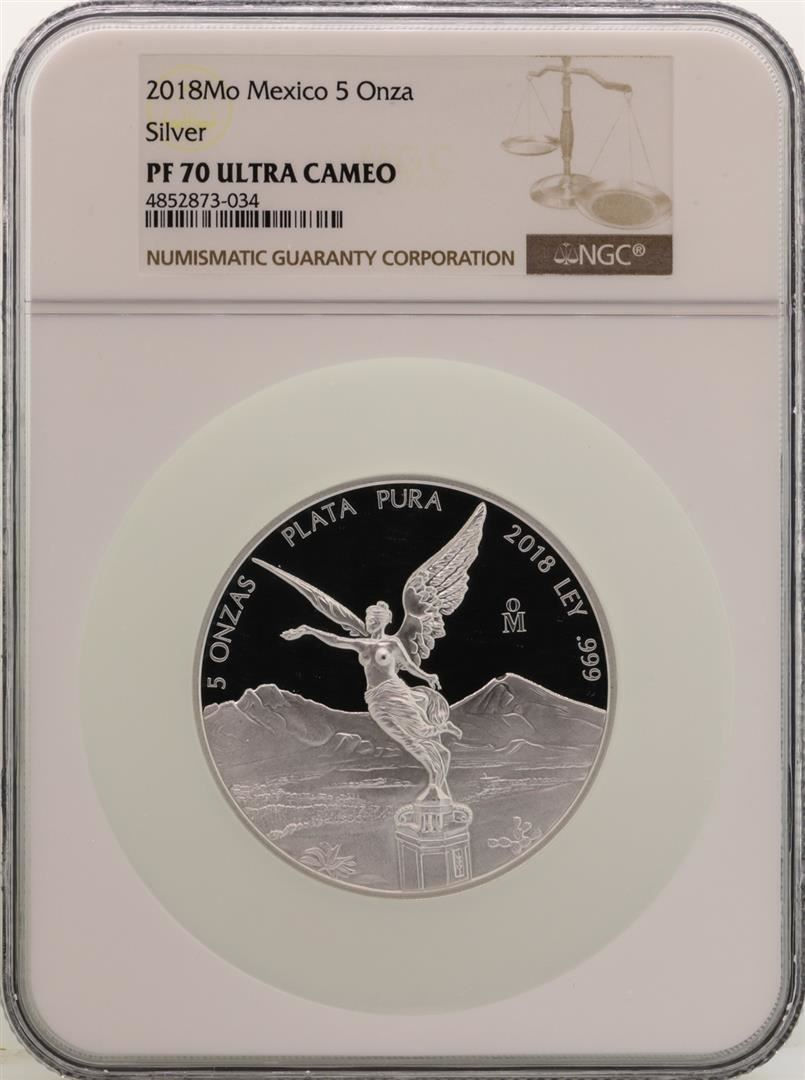 2018Mo Mexico 5 Onza
Silver
PF 70 ULTRA CAMEO
4852873-034
NUMISMATIC GUARANTY CORPORATION
NGC®
5 ONZAS PLATA PURA 2018 LEY .999
oM